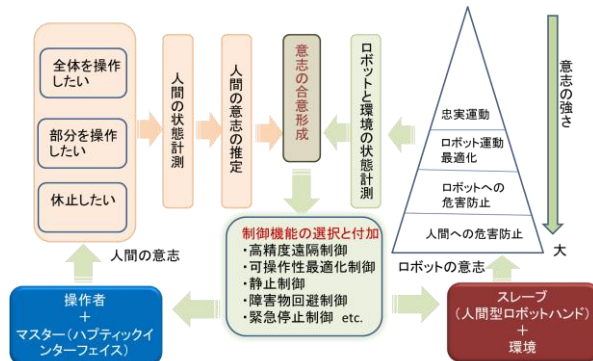 全体を操作
したい
部分を操作
したい
休止したい
人間の意志
人間の状態計測
人間の意志の推定
意志の合意形成
ロボットと環境の状態計測
忠実運動
ロボット運動
最適化
ロボットへの
危害防止
人間への危害防止
意志の強さ
大
ロボットの意志
制御機能の選択と付加
・高精度遠隔制御
・可操作性最適化制御
・静止制御
・障害物回避制御
・緊急停止制御 etc.
操作者
+
マスター(ハプティックイ
ンターフェイス)
スレーブ
(人間型ロボットハンド)
+
環境